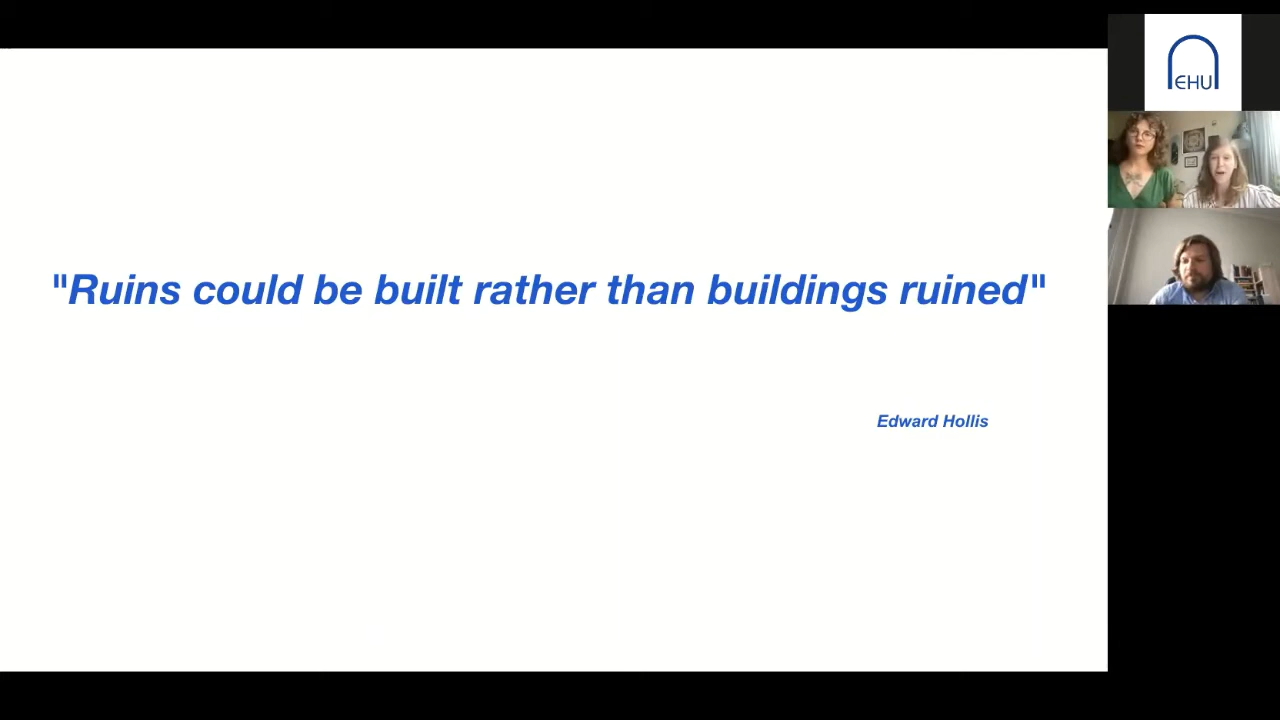 "Ruins could be built rather than buildings ruined"
Edward Hollis
EHU